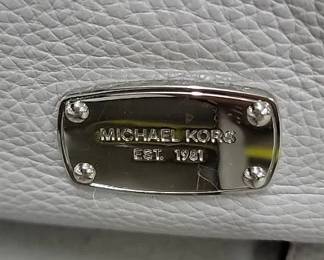 MICHAEL KORS
EST. 1981